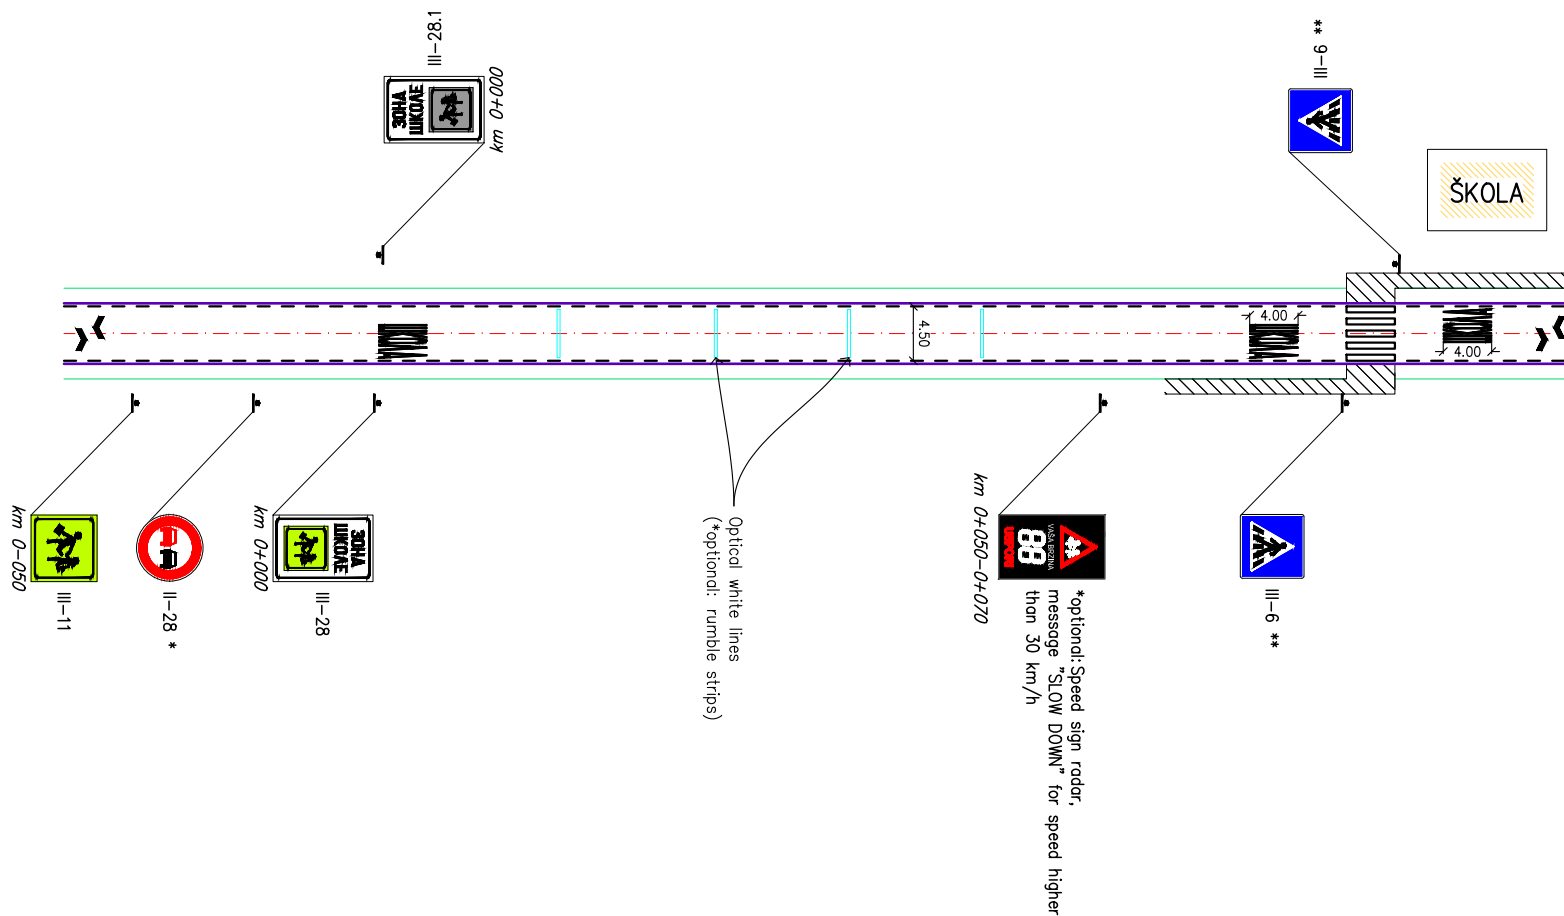 III-28.1
km 0+000
ЗОНА
ШКОЛЕ
III-6 **
ŠKOLA
4.50
4.00
4.00
ШКОЛА
ШКОЛА
ШКОЛА
km 0-050
III-11
II-28 *
km 0+000
ЗОНА
ШКОЛЕ
III-28
Optical white lines
(*optional: rumble strips)
km 0+050-0+070
VAŠA BRZINA
88
USPORI
*optional: Speed sign radar,
message "SLOW DOWN" for speed higher
than 30 km/h
III-6 **